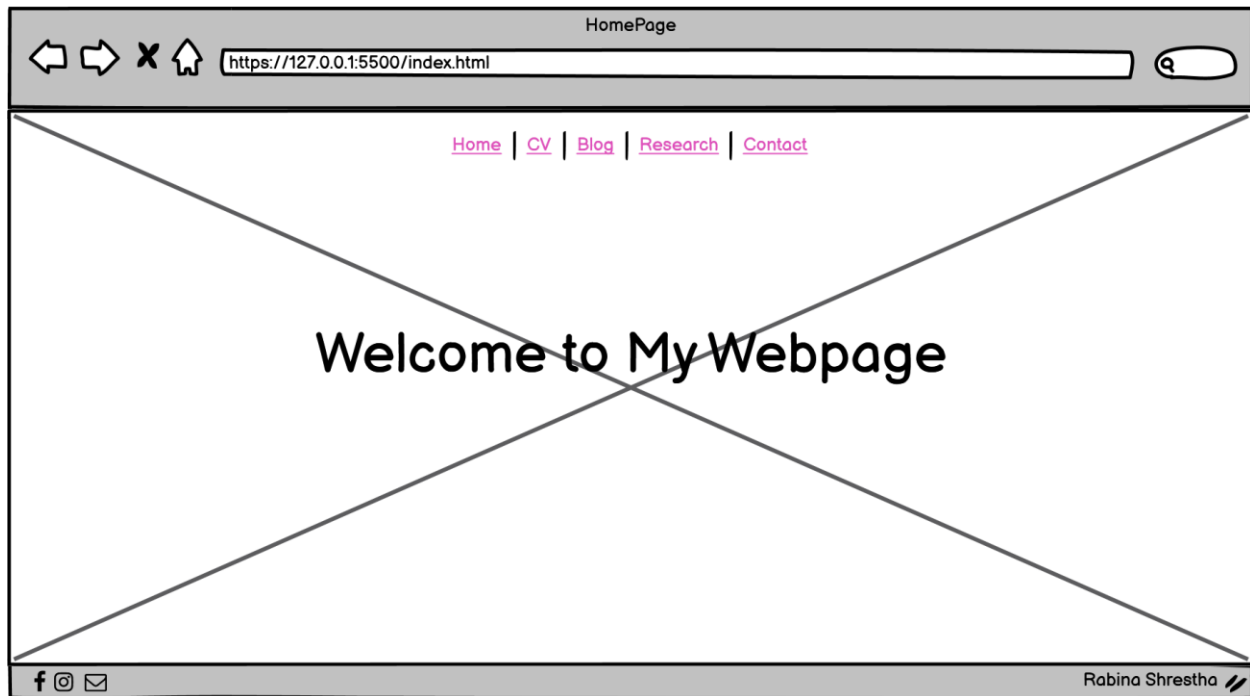 HomePage
https://127.0.0.1:5500/index.html
Home | CV | Blog | Research | Contact
Welcome to My Webpage
Rabina Shrestha